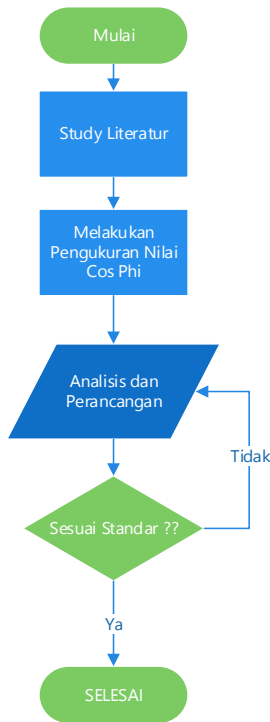 Mulai
Study Literatur
Melakukan
Pengukuran Nilai
Cos Phi
Analisis dan
Perancangan
Tidak
Sesuai Standar ??
Ya
SELESAI